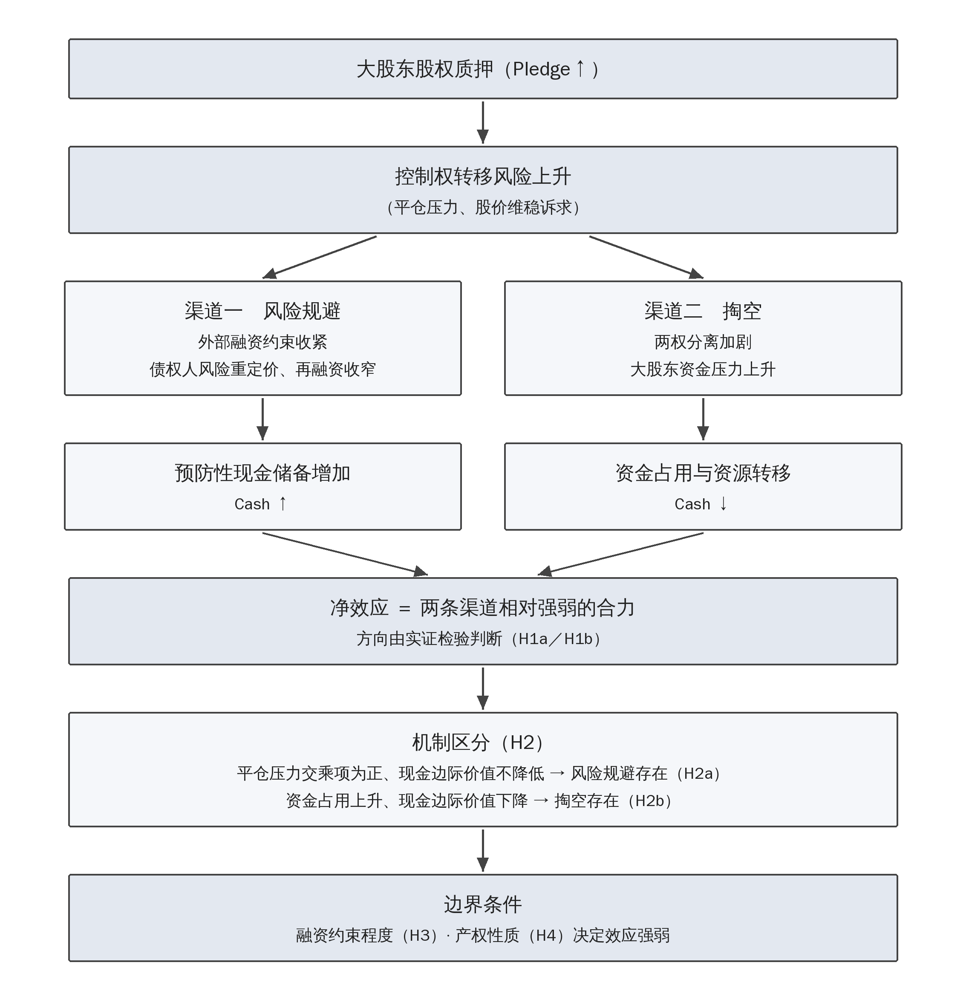 大股东股权质押（Pledge↑）
控制权转移风险上升
（平仓压力、股价维稳诉求）
渠道一　风险规避
外部融资约束收紧
债权人风险重定价、再融资收窄
渠道二　掏空
两权分离加剧
大股东资金压力上升
预防性现金储备增加
Cash ↑
资金占用与资源转移
Cash ↓
净效应 ＝ 两条渠道相对强弱的合力
方向由实证检验判断（H1a／H1b）
机制区分（H2）
平仓压力交乘项为正、现金边际价值不降低 → 风险规避存在（H2a）
资金占用上升、现金边际价值下降 → 掏空存在（H2b）
边界条件
融资约束程度（H3）· 产权性质（H4）决定效应强弱